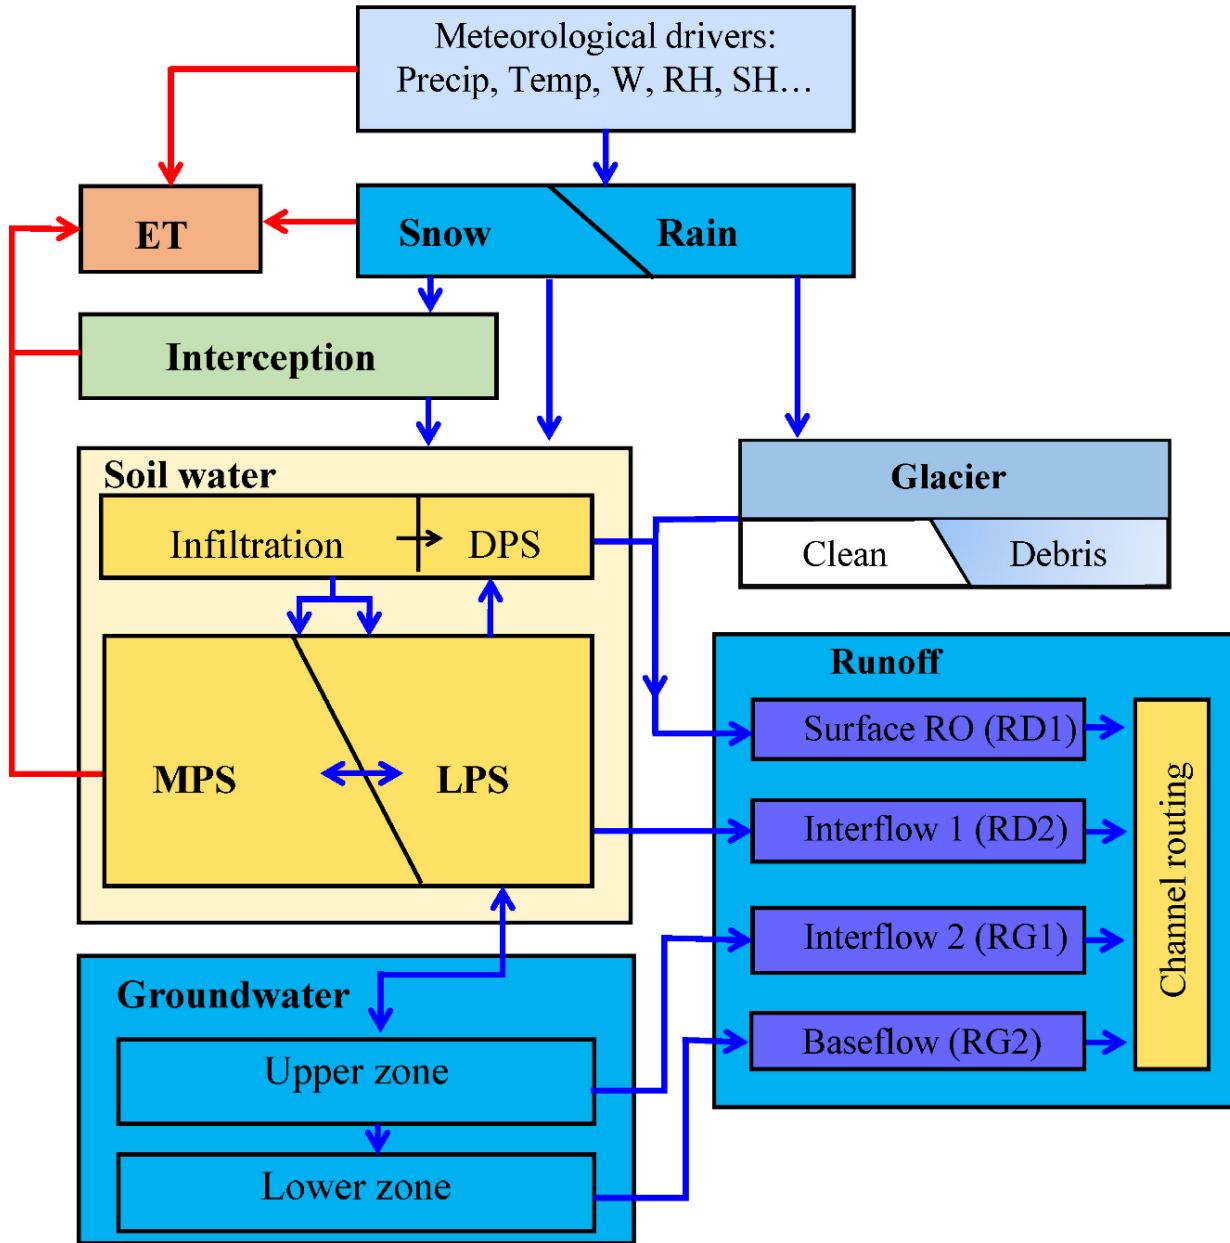 Meteorological drivers:
Precip, Temp, W, RH, SH…
ET
Snow
Rain
Interception
Soil water
Infiltration
DPS
Glacier
Clean
Debris
MPS
LPS
Runoff
Surface RO (RD1)
Interflow 1 (RD2)
Interflow 2 (RG1)
Baseflow (RG2)
Channel routing
Groundwater
Upper zone
Lower zone